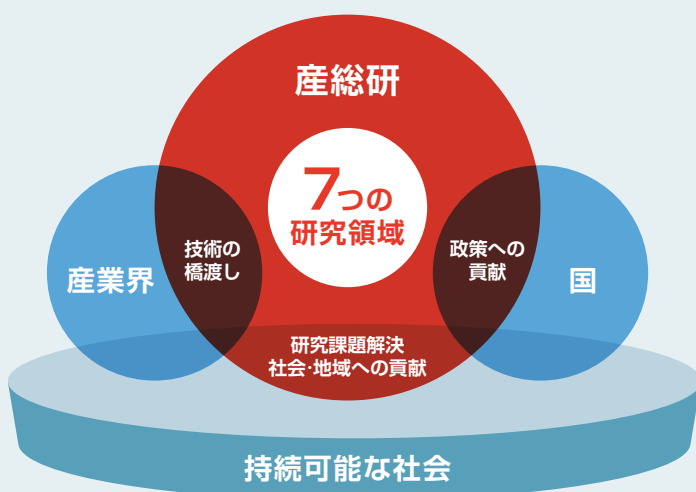 産総研
7つの
研究領域
技術の
橋渡し
政策への
貢献
産業界
国
研究課題解決
社会・地域への貢献
持続可能な社会